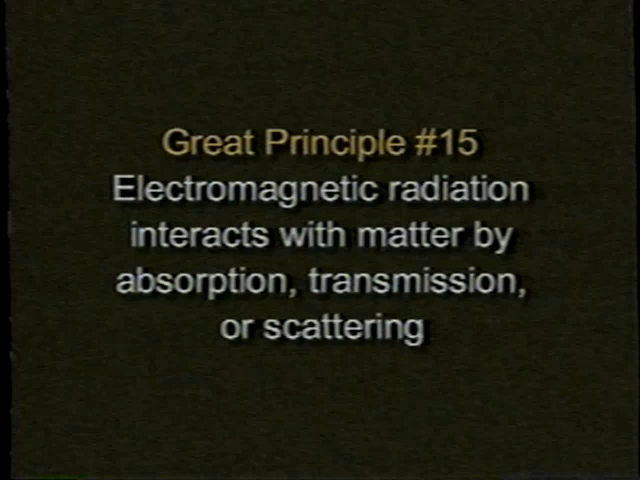 Great Principle #15
Electromagnetic radiation
interacts with matter by
absorption, transmission,
or scattering